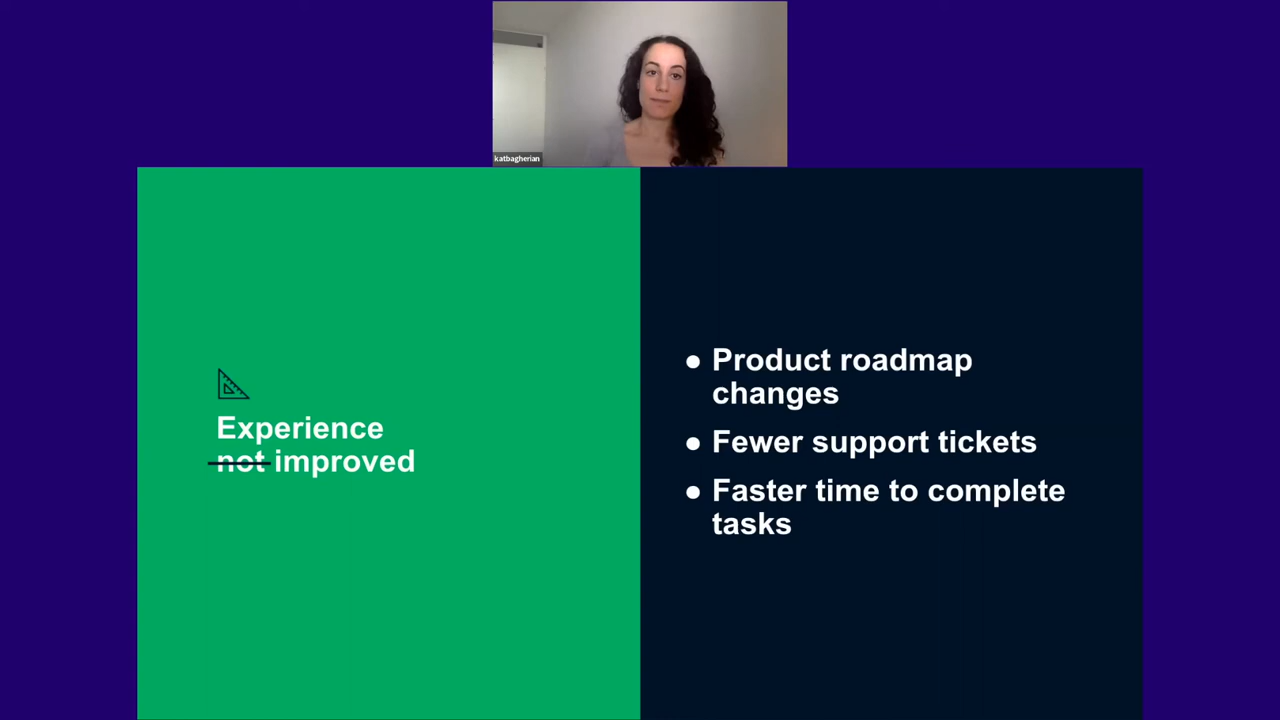 katbagherian
Experience
not improved
● Product roadmap
changes
● Fewer support tickets
● Faster time to complete
tasks